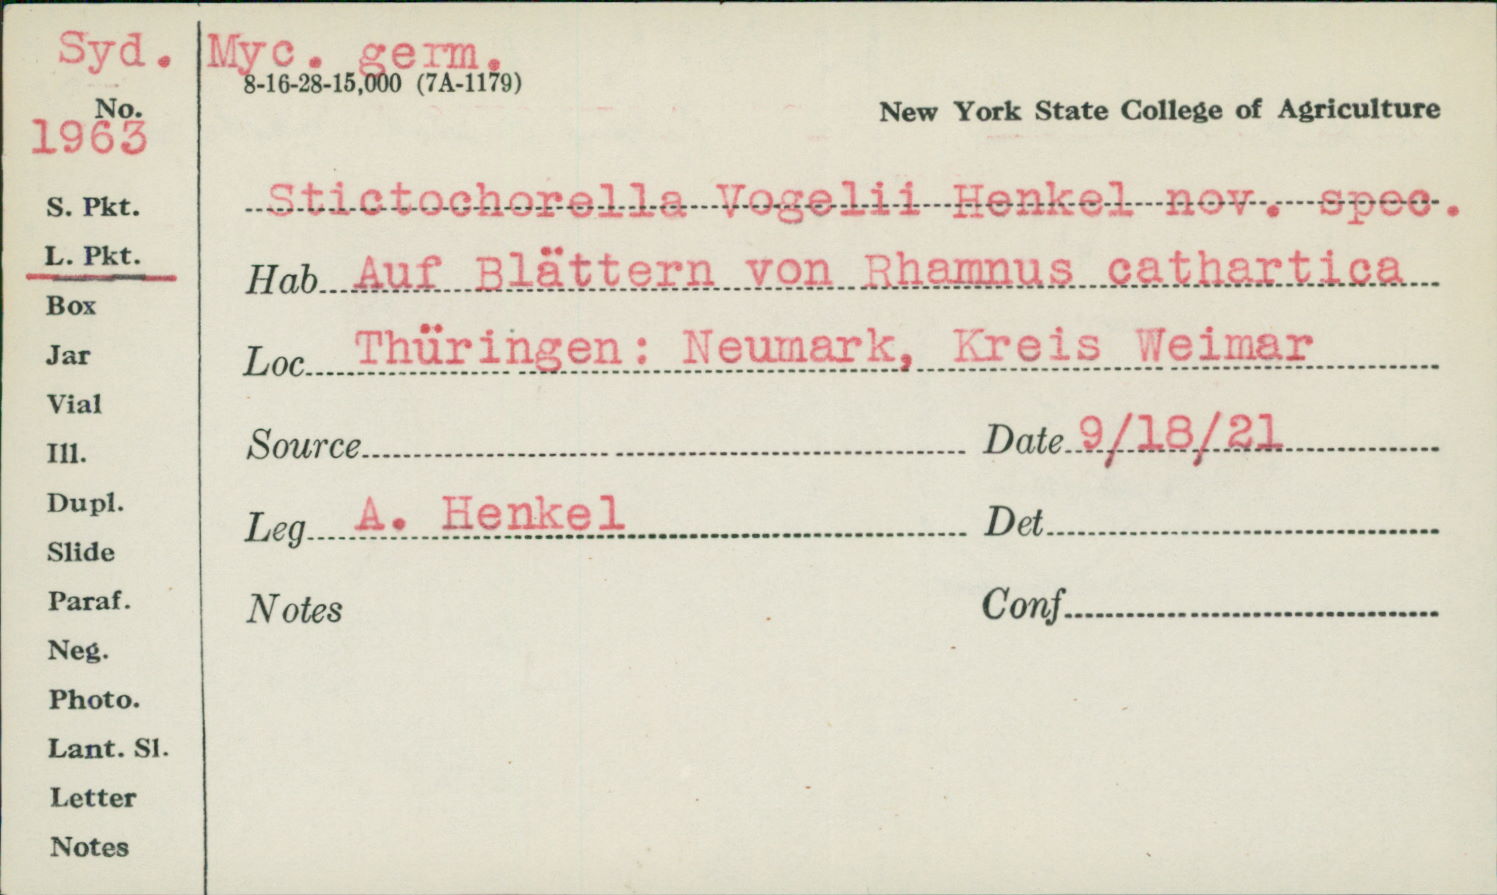 Syd. Myc. germ.
8-16-28-15,000 (7A-1179)
No.
1963
New York State College of Agriculture
Stictochorella Vogelii Henkel nov. spec.
S. Pkt.
L. Pkt.
Box
Jar
Vial
Ill.
Dupl.
Slide
Paraf.
Neg.
Photo.
Lant. Sl.
Letter
Notes
Hab. Auf Blättern von Rhamnus cathartica
Loc. Thüringen: Neumark, Kreis Weimar
Source Date 9/18/21
Leg. A. Henkel Det.
Notes Conf.